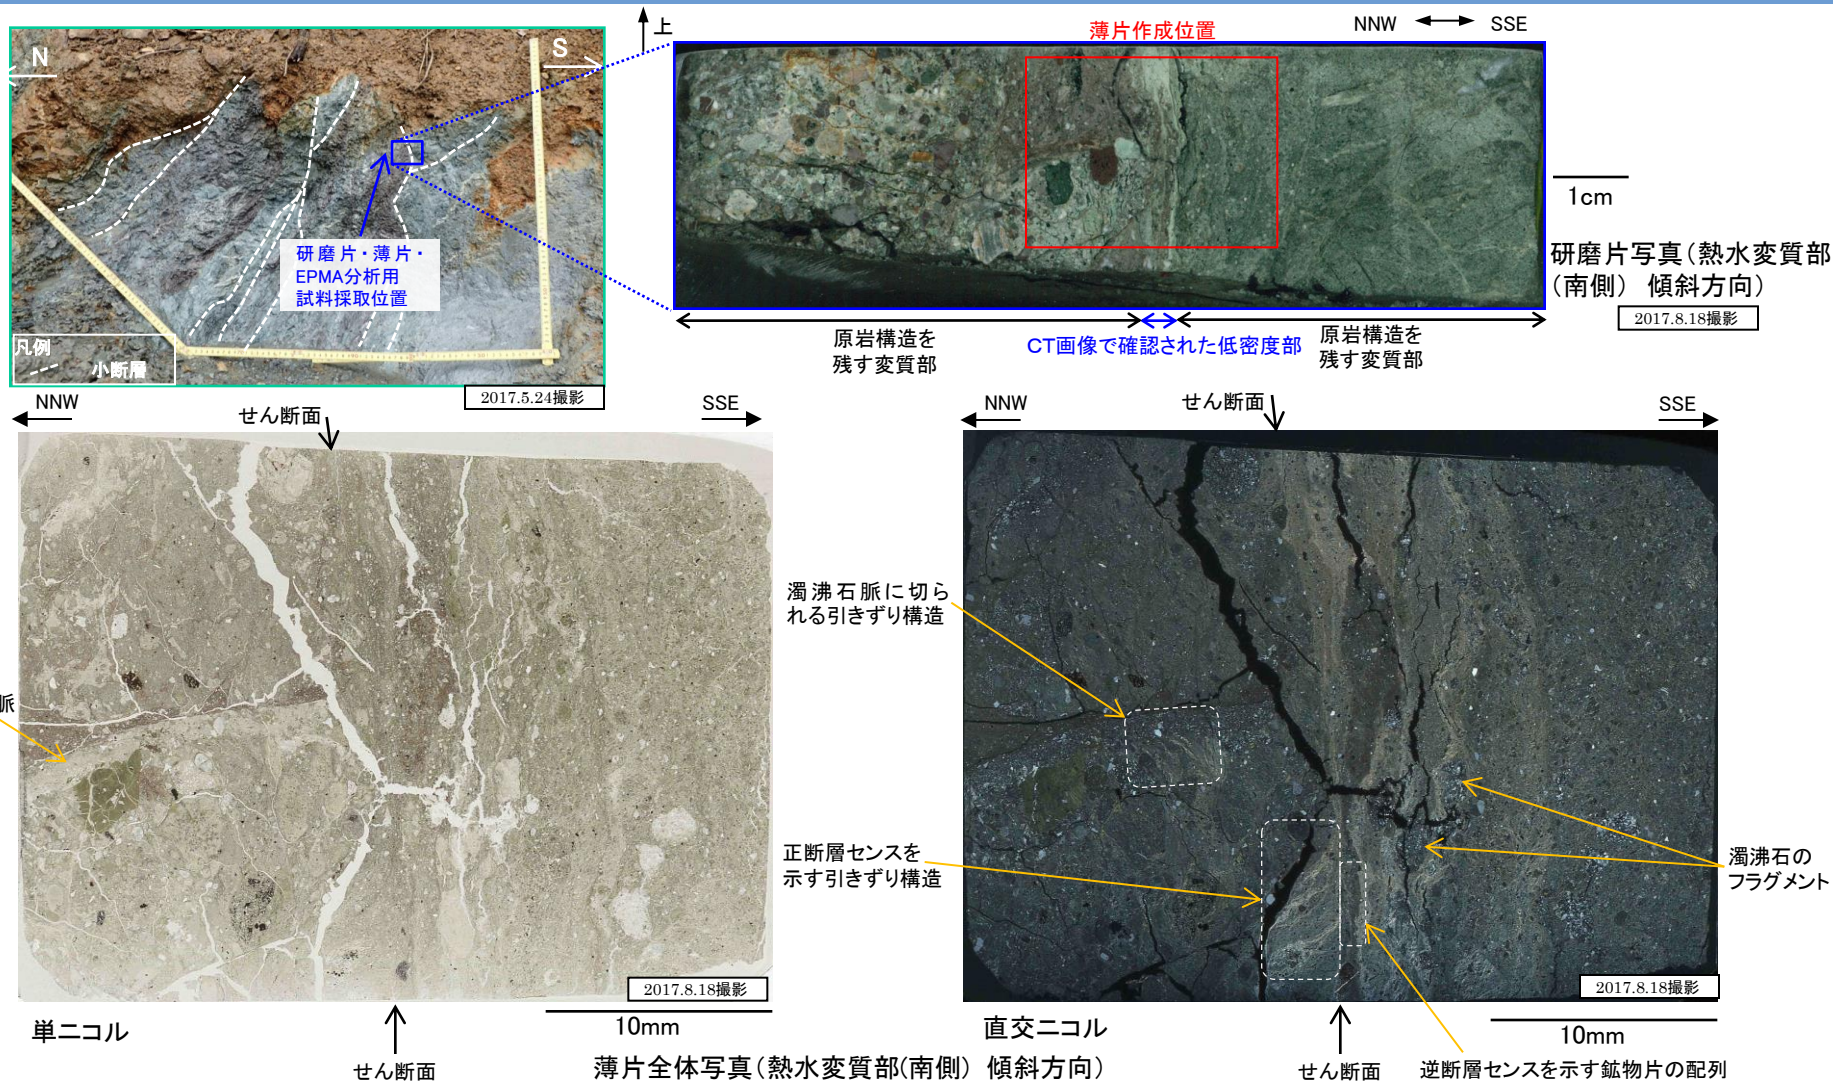 N
S
研磨片・薄片・
EPMA分析用
試料採取位置
凡例
小断層
2017.5.24撮影
上
薄片作成位置
NNW
SSE
1cm
研磨片写真(熱水変質部
(南側) 傾斜方向)
2017.8.18撮影
原岩構造を
残す変質部
CT画像で確認された低密度部
原岩構造を
残す変質部
NNW
せん断面
SSE
脈
2017.8.18撮影
単ニコル
せん断面
10mm
NNW
せん断面
SSE
濁沸石脈に切ら
れる引きずり構造
正断層センスを
示す引きずり構造
濁沸石の
フラグメント
2017.8.18撮影
直交ニコル
せん断面
10mm
逆断層センスを示す鉱物片の配列
薄片全体写真(熱水変質部(南側) 傾斜方向)